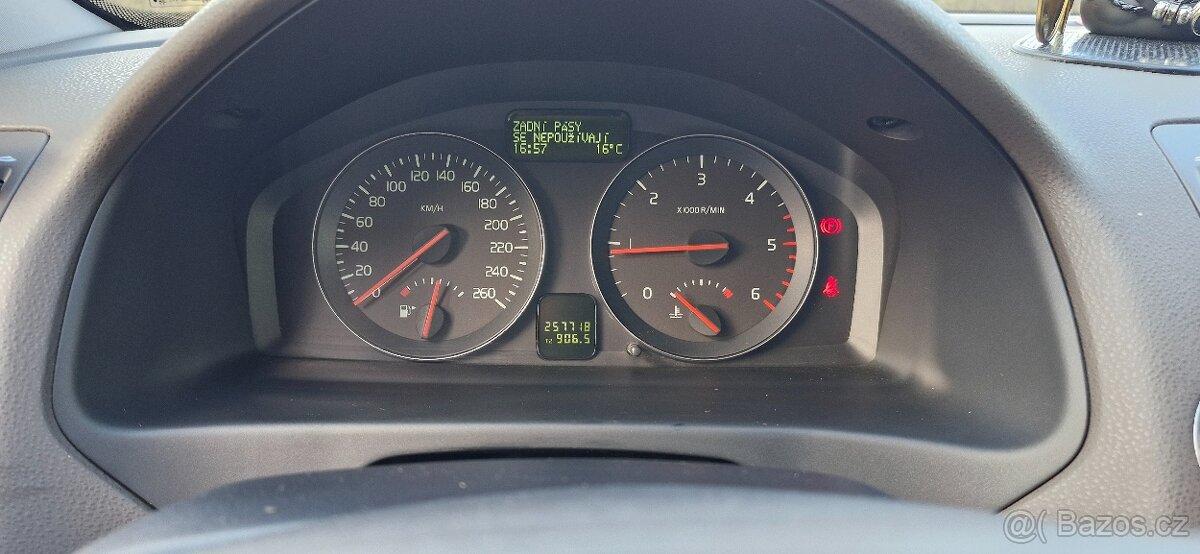 ZADNÍ PÁSY
SE NEPOUŽÍVAJÍ
16:57 16°C
0 20 40 60 80 100 120 140 160 180 200 220 240 260
KM/H
0 1 2 3 4 5 6
X1000R/MIN
(P)
257718
T2 906.5
@( Bazos.cz